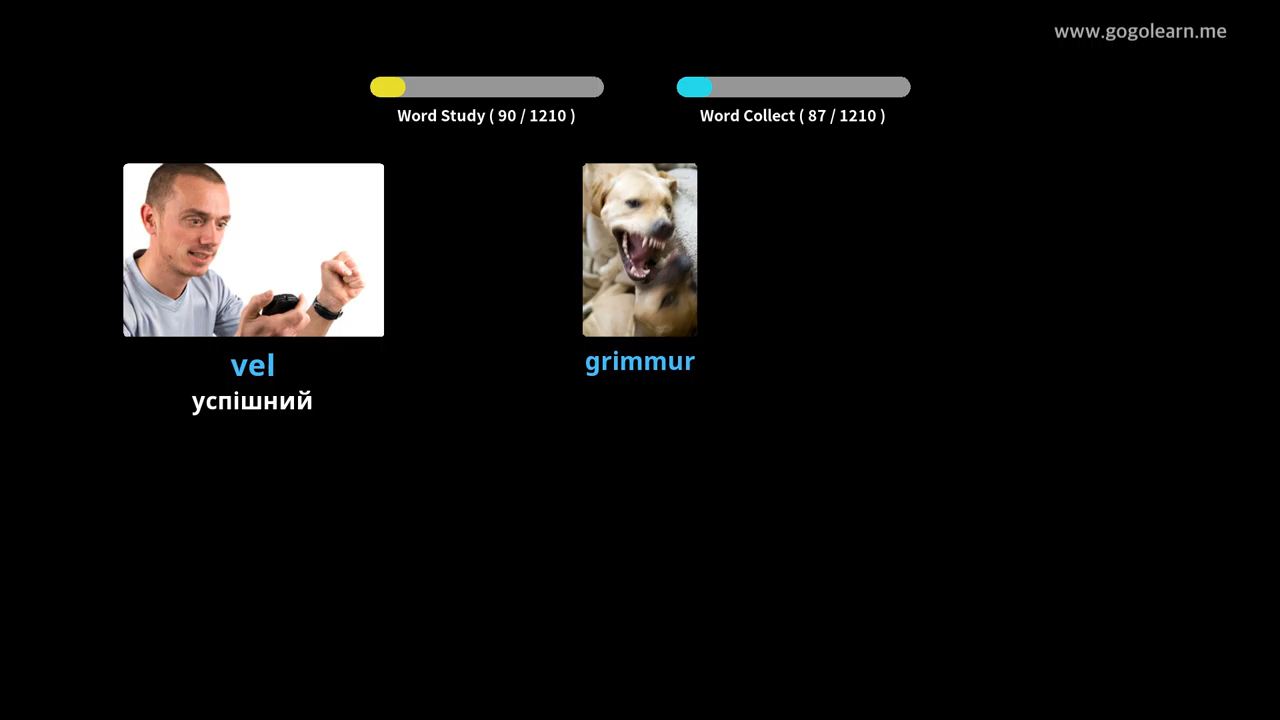 www.gogolearn.me
Word Study ( 90 / 1210 )
Word Collect ( 87 / 1210 )
vel
успішний
grimmur